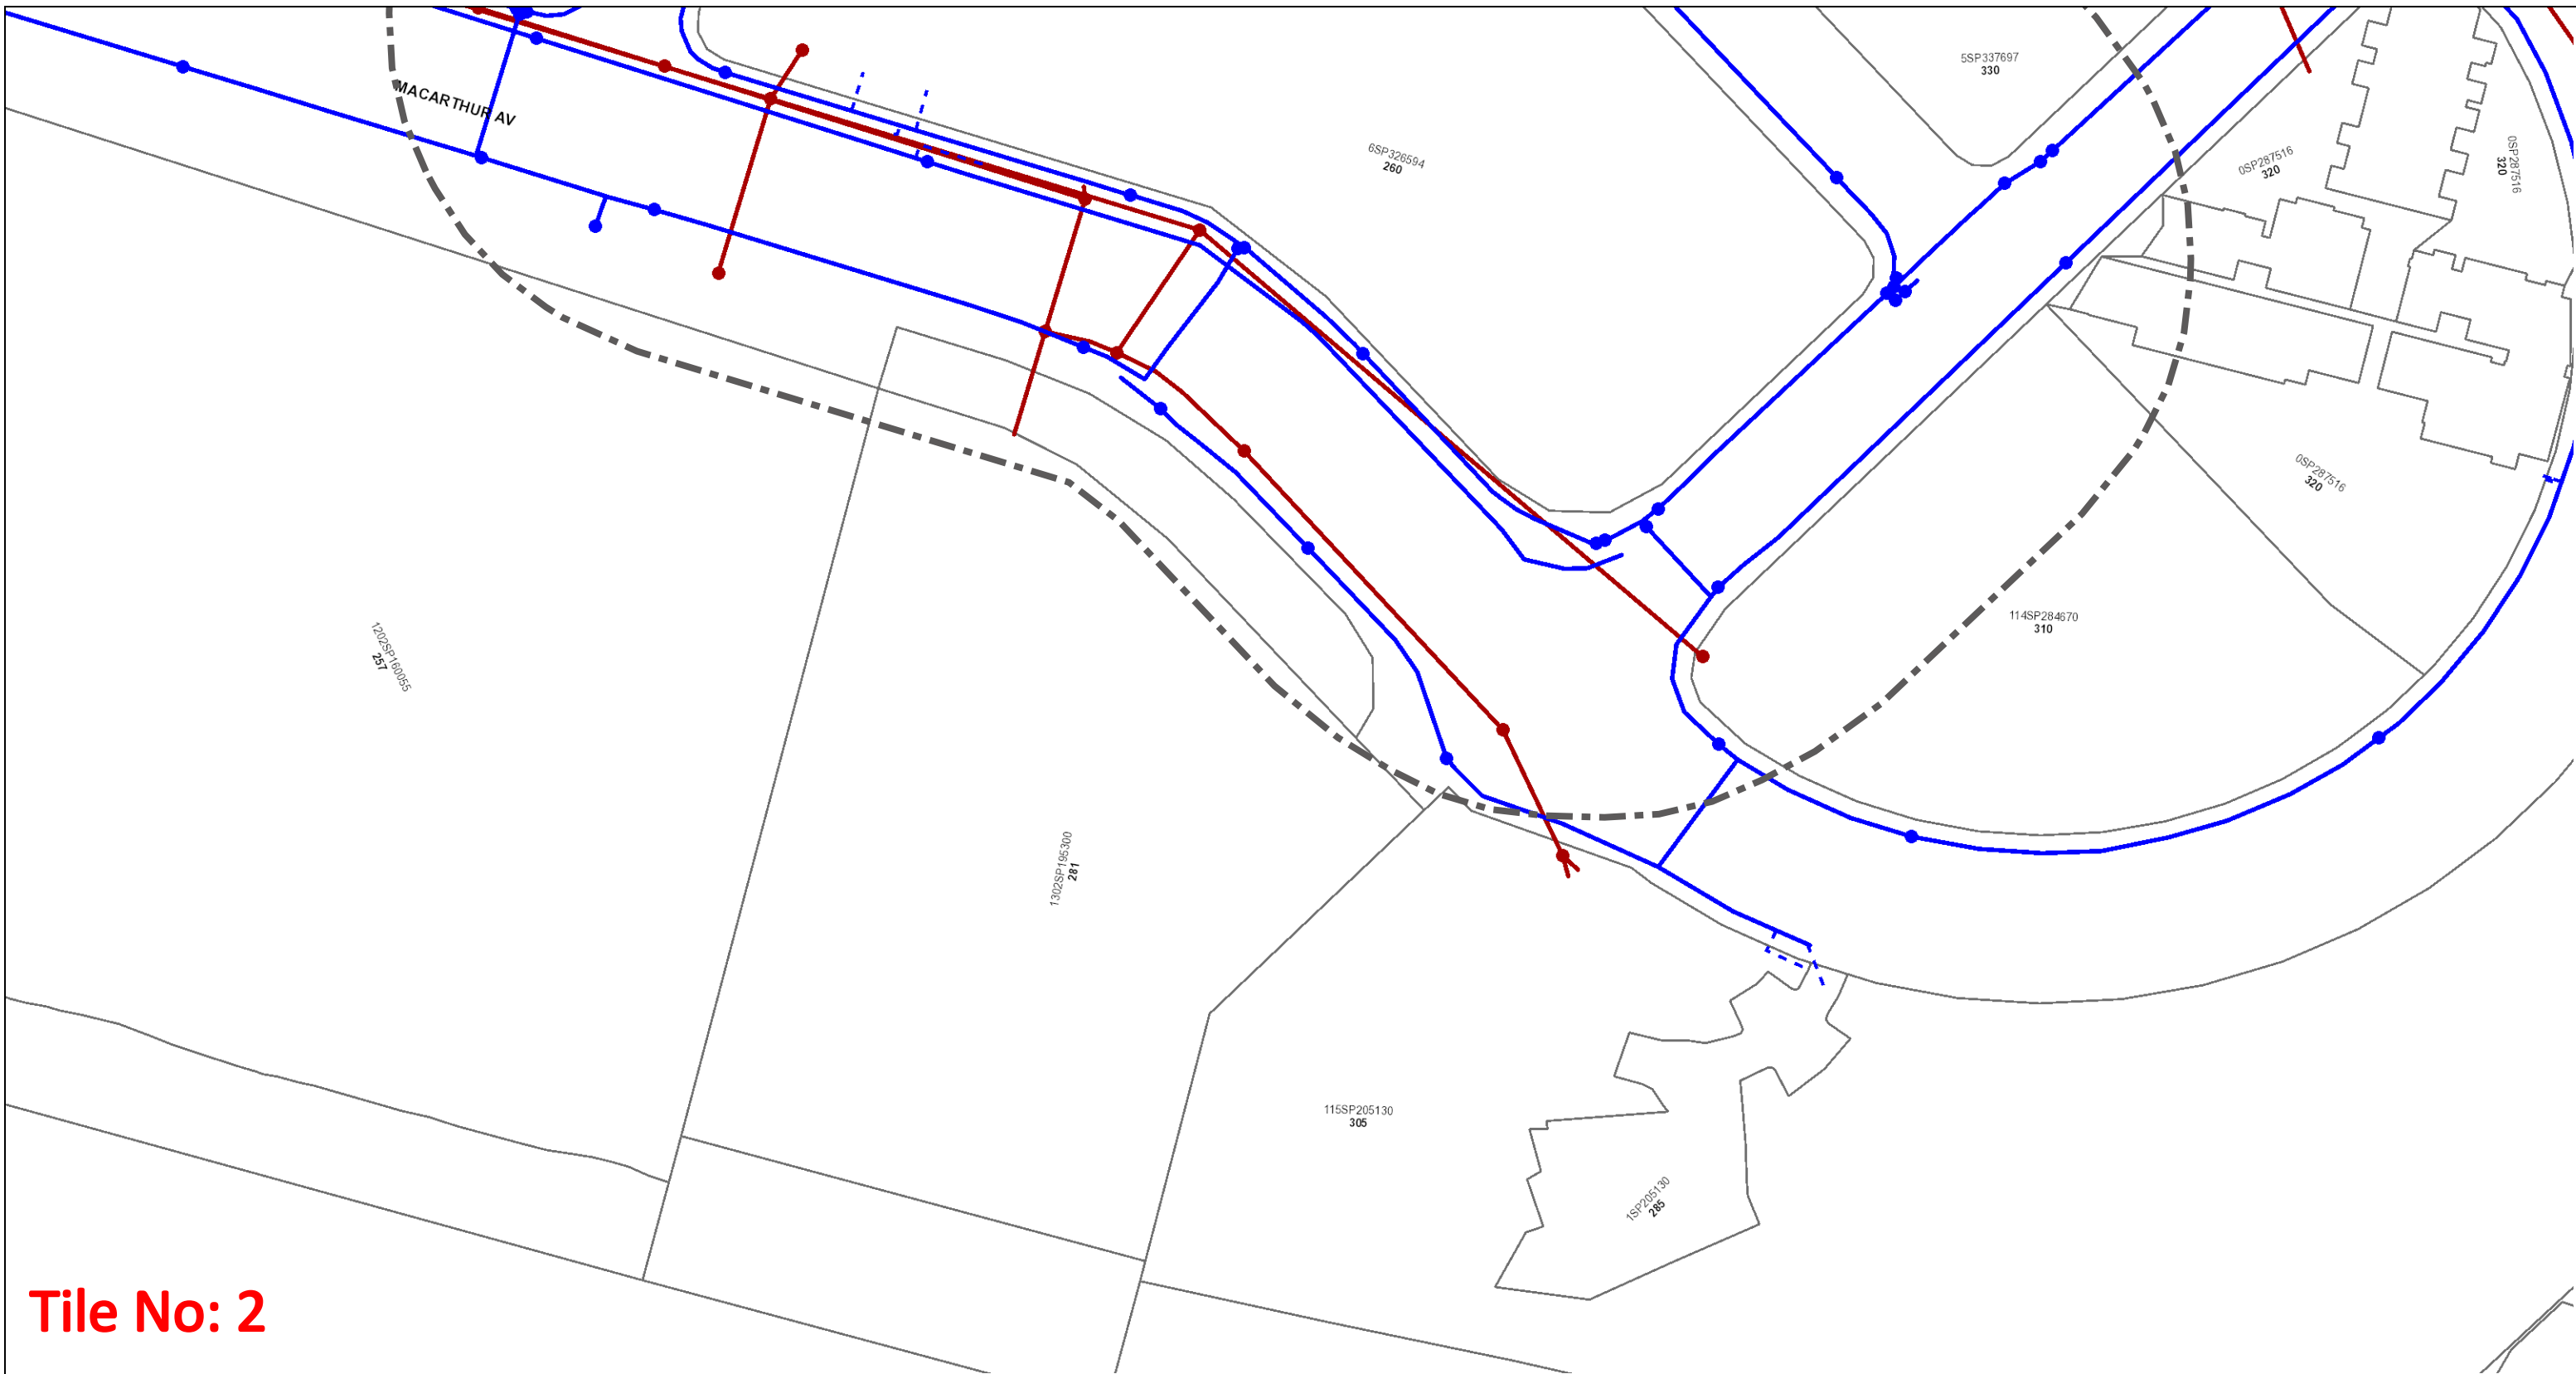 5SP337697
330
MACARTHUR AV
6SP326594
260
0SP287516
320
0SP287516
320
0SP287516
320
114SP284670
310
1202SP160055
257
1302SP195300
281
115SP205130
305
1SP205130
285
Tile No: 2